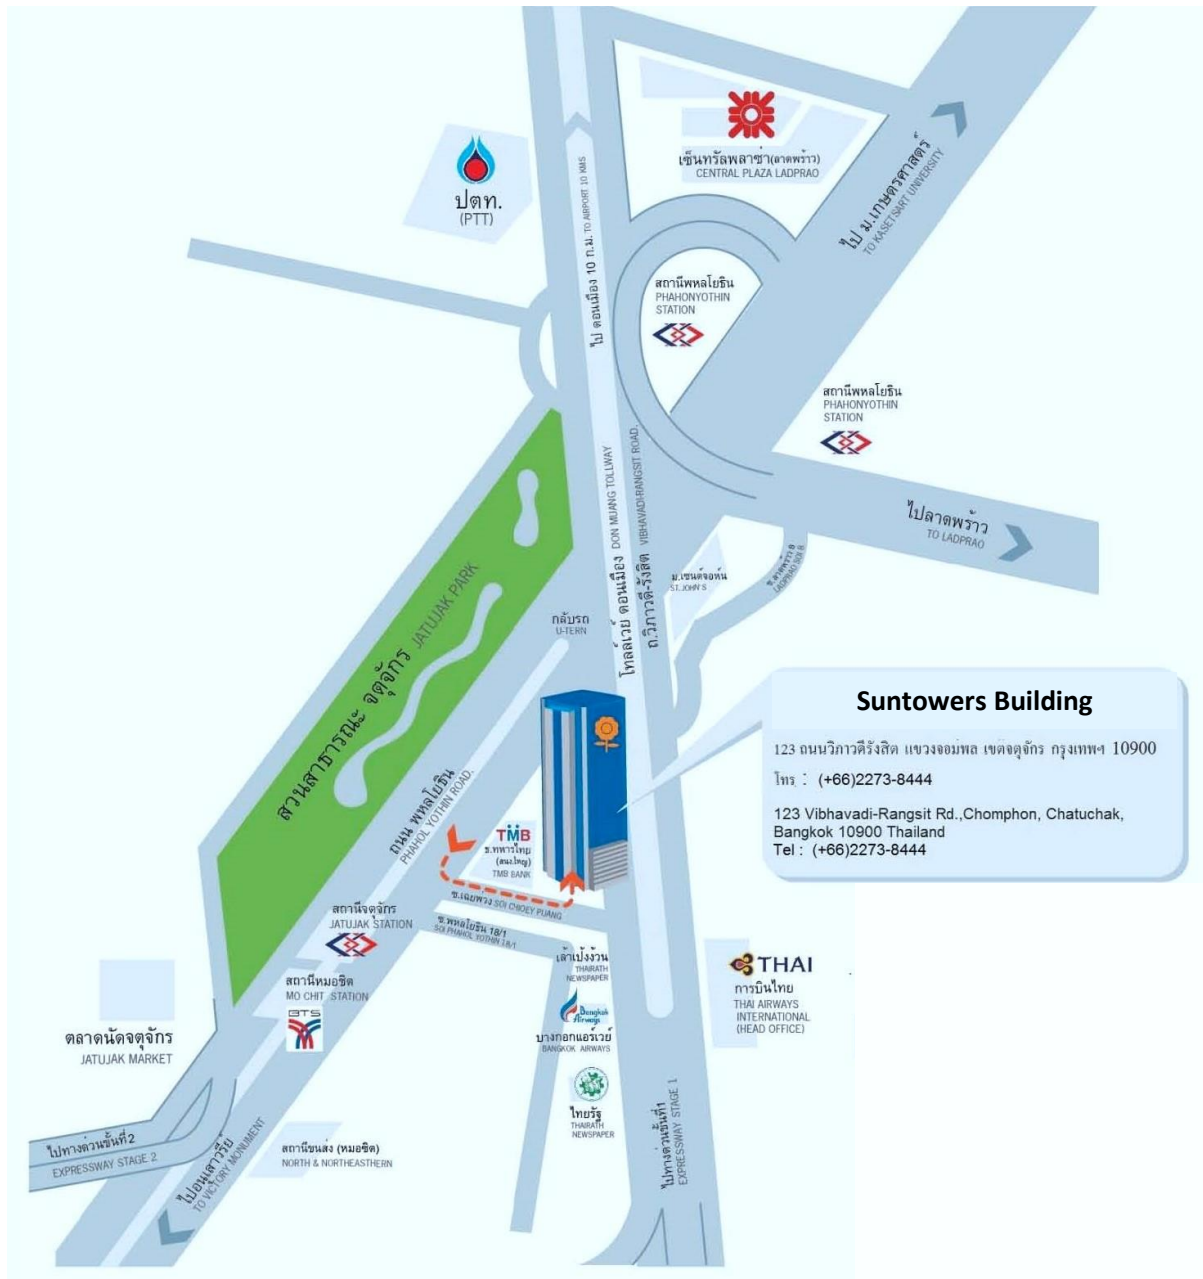 เซ็นทรัลพลาซ่า(ลาดพร้าว)
CENTRAL PLAZA LADPRAO
ปตท.
(PTT)
ไป ม.เกษตรศาสตร์
TO KASETSART UNIVERSITY
ไป ดอนเมือง 10 ก.ม. TO AIRPORT 10 KMS
สถานีพหลโยธิน
PHAHONYOTHIN
STATION
สถานีพหลโยธิน
PHAHONYOTHIN
STATION
ไปลาดพร้าว
TO LADPRAO
โทลล์เวย์ ดอนเมือง DON MUANG TOLLWAY
ถ.วิภาวดี-รังสิต VIBHAVADI-RANGSIT ROAD.
ซ.ลาดพร้าว 8
LADPRAO SOI 8
ม.เซนต์จอห์น
ST. JOHN'S
กลับรถ
U-TERN
สวนสาธารณะ จตุจักร JATUJAK PARK
Suntowers Building
123 ถนนวิภาวดีรังสิต แขวงจอมพล เขตจตุจักร กรุงเทพฯ 10900
โทร : (+66)2273-8444
123 Vibhavadi-Rangsit Rd.,Chomphon, Chatuchak,
Bangkok 10900 Thailand
Tel : (+66)2273-8444
ถนน พหลโยธิน
PHAHOL YOTHIN ROAD.
TMB
ธ.ทหารไทย
(สนง.ใหญ่)
TMB BANK
ซ.เฉยพ่วง SOI CHOEY PUANG
ซ.พหลโยธิน 18/1
SOI PHAHOL YOTHIN 18/1
สถานีจตุจักร
JATUJAK STATION
สถานีหมอชิต
MO CHIT STATION
BTS
เล้าเป้งง้วน
THAIRATH
NEWSPAPER
Bangkok
Airways
บางกอกแอร์เวย์
BANGKOK AIRWAYS
ไทยรัฐ
THAIRATH
NEWSPAPER
THAI
การบินไทย
THAI AIRWAYS
INTERNATIONAL
(HEAD OFFICE)
ตลาดนัดจตุจักร
JATUJAK MARKET
ไปทางด่วนขั้นที่2
EXPRESSWAY STAGE 2
ไปอนุเสาวรีย์
TO VICTORY MONUMENT
สถานีขนส่ง (หมอชิต)
NORTH & NORTHEASTHERN
ไปทางด่วนขั้นที่1
EXPRESSWAY STAGE 1